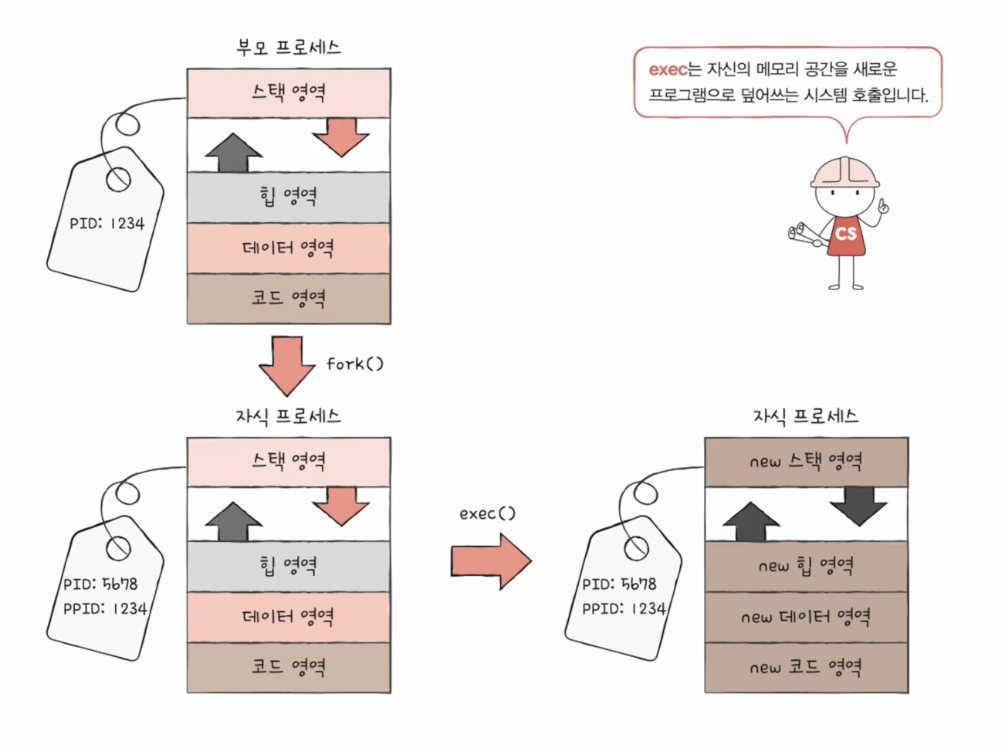 부모 프로세스
스택 영역
힙 영역
데이터 영역
코드 영역
PID: 1234
exec는 자신의 메모리 공간을 새로운
프로그램으로 덮어쓰는 시스템 호출입니다.
CS
fork()
자식 프로세스
스택 영역
힙 영역
데이터 영역
코드 영역
PID: 5678
PPID: 1234
exec()
자식 프로세스
new 스택 영역
new 힙 영역
new 데이터 영역
new 코드 영역
PID: 5678
PPID: 1234